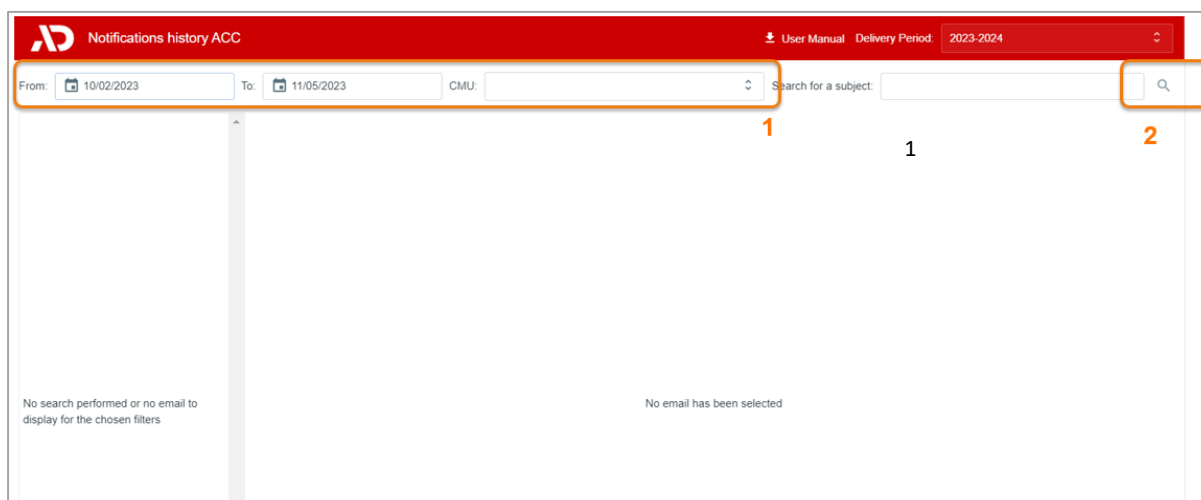 Notifications history ACC User Manual Delivery Period: 2023-2024
From: 10/02/2023 To: 11/05/2023 CMU: Search for a subject:
1
2
1
No search performed or no email to
display for the chosen filters
No email has been selected